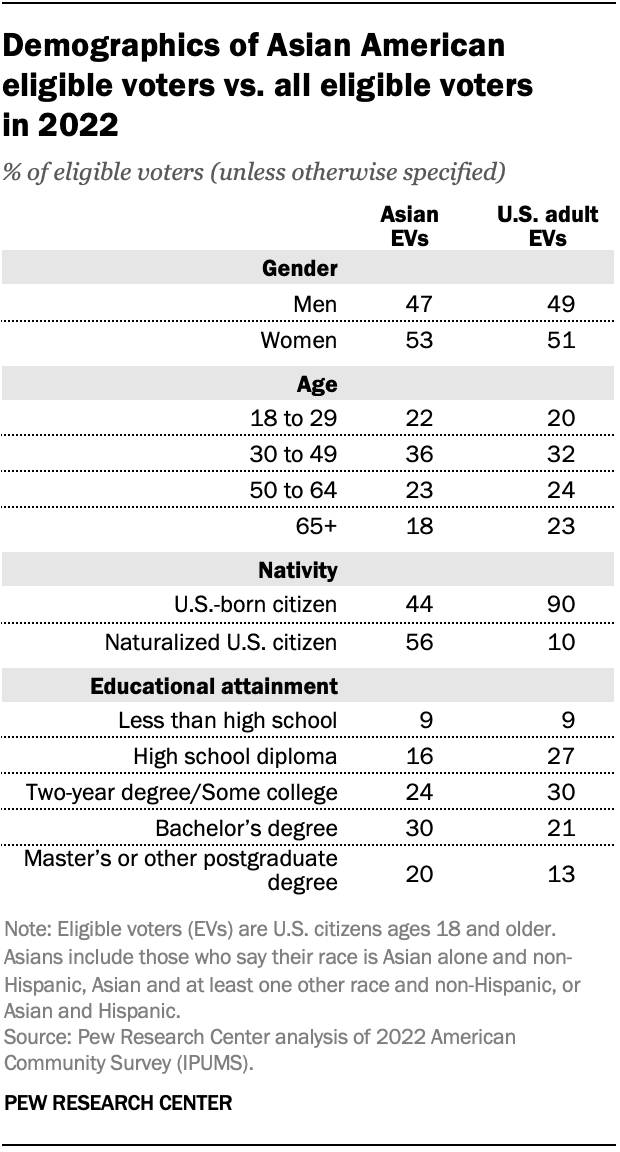 Demographics of Asian American
eligible voters vs. all eligible voters
in 2022
% of eligible voters (unless otherwise specified)
Asian EVs U.S. adult EVs
Gender
Men 47 49
Women 53 51
Age
18 to 29 22 20
30 to 49 36 32
50 to 64 23 24
65+ 18 23
Nativity
U.S.-born citizen 44 90
Naturalized U.S. citizen 56 10
Educational attainment
Less than high school 9 9
High school diploma 16 27
Two-year degree/Some college 24 30
Bachelor’s degree 30 21
Master’s or other postgraduate
degree 20 13
Note: Eligible voters (EVs) are U.S. citizens ages 18 and older.
Asians include those who say their race is Asian alone and non-
Hispanic, Asian and at least one other race and non-Hispanic, or
Asian and Hispanic.
Source: Pew Research Center analysis of 2022 American
Community Survey (IPUMS).
PEW RESEARCH CENTER